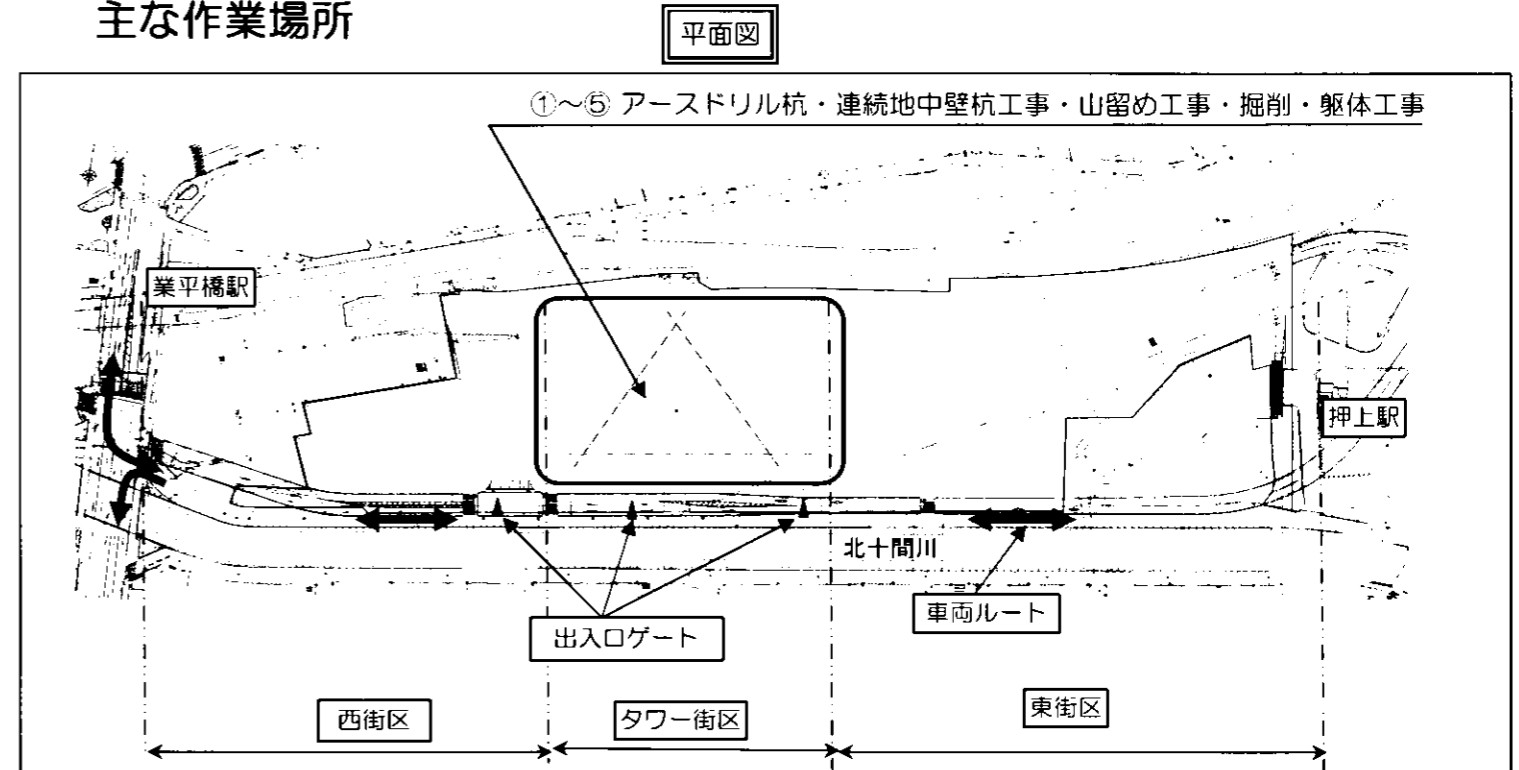 主な作業場所
平面図
①～⑤ アースドリル杭・連続地中壁杭工事・山留め工事・掘削・躯体工事
業平橋駅
押上駅
北十間川
出入口ゲート
車両ルート
西街区
タワー街区
東街区